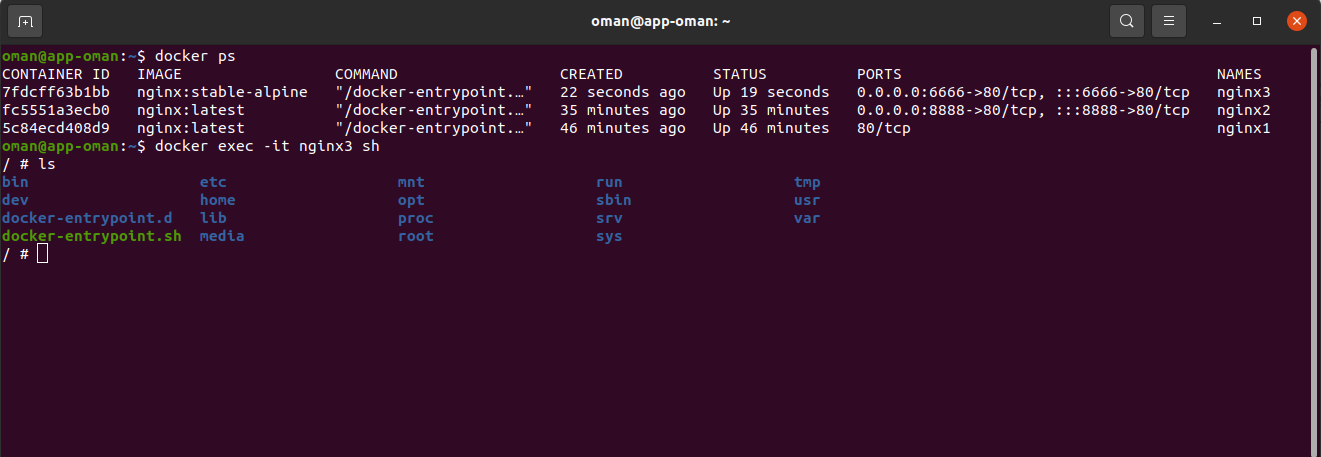 oman@app-oman: ~
oman@app-oman:~$ docker ps
CONTAINER ID   IMAGE                 COMMAND                  CREATED          STATUS          PORTS                                   NAMES
7fdcff63b1bb   nginx:stable-alpine   "/docker-entrypoint.…"   22 seconds ago   Up 19 seconds   0.0.0.0:6666->80/tcp, :::6666->80/tcp   nginx3
fc5551a3ecb0   nginx:latest          "/docker-entrypoint.…"   35 minutes ago   Up 35 minutes   0.0.0.0:8888->80/tcp, :::8888->80/tcp   nginx2
5c84ecd408d9   nginx:latest          "/docker-entrypoint.…"   46 minutes ago   Up 46 minutes   80/tcp                                  nginx1
oman@app-oman:~$ docker exec -it nginx3 sh
/ # ls
bin                   etc                   mnt                   run                   tmp
dev                   home                  opt                   sbin                  usr
docker-entrypoint.d   lib                   proc                  srv                   var
docker-entrypoint.sh  media                 root                  sys
/ #